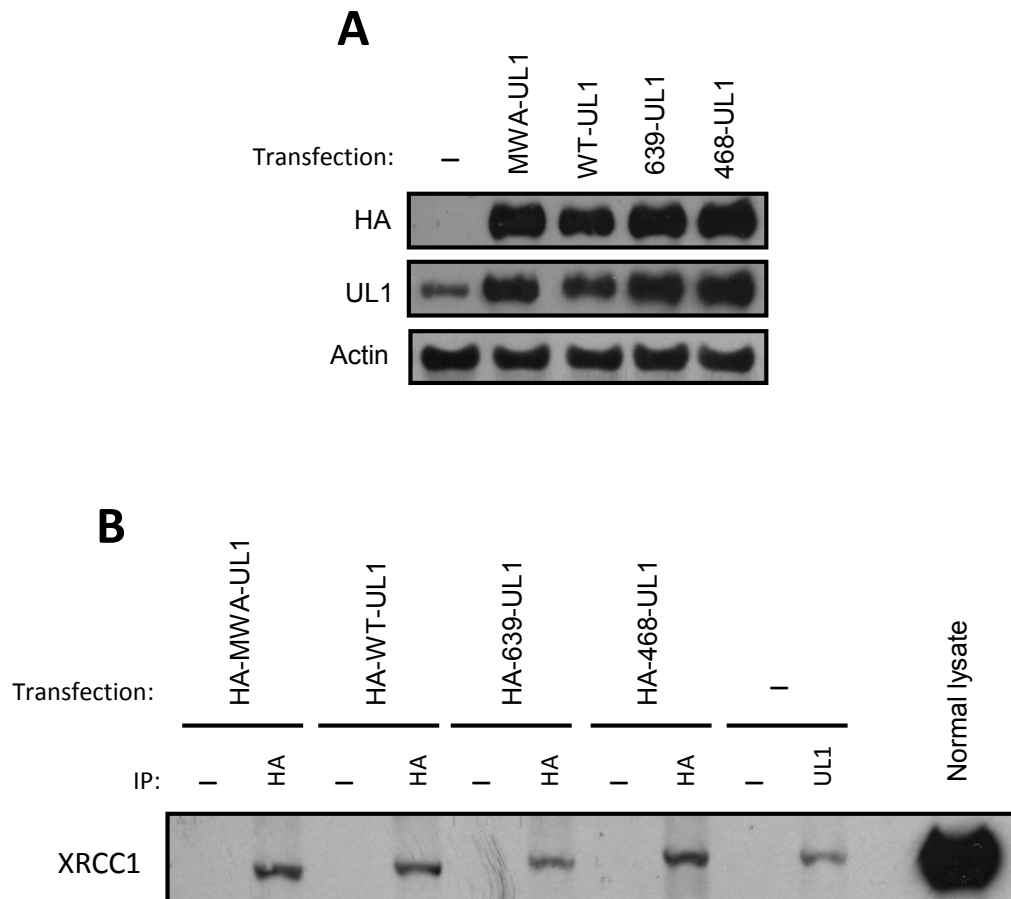 A
Transfection: – MWA-UL1 WT-UL1 639-UL1 468-UL1
HA
UL1
Actin
B
Transfection: HA-MWA-UL1 HA-WT-UL1 HA-639-UL1 HA-468-UL1 – Normal lysate
IP: – HA – HA – HA – HA – UL1
XRCC1